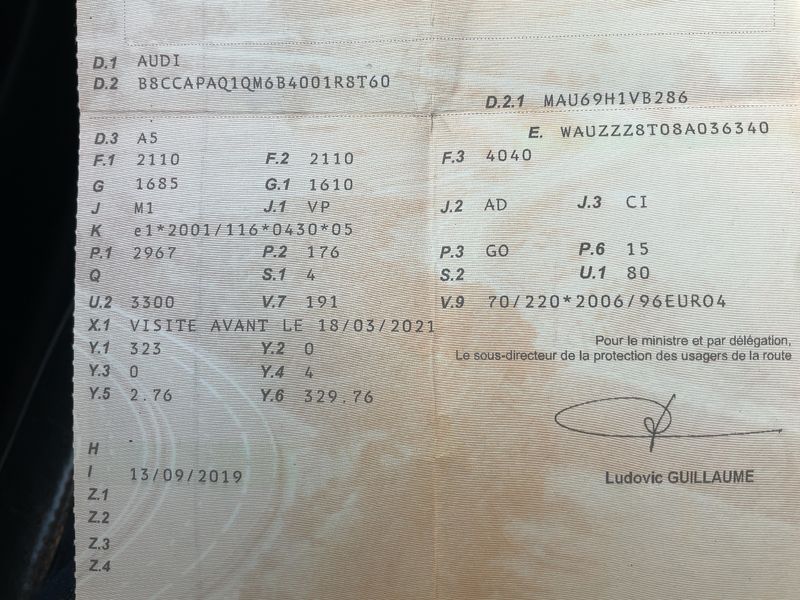 D.1 AUDI
D.2 B8CCAPAQ1QM6B4001R8T60
D.2.1 MAU69H1VB286
D.3 A5
E. WAUZZZ8T08A036340
F.1 2110 F.2 2110 F.3 4040
G 1685 G.1 1610
J M1 J.1 VP J.2 AD J.3 CI
K e1*2001/116*0430*05
P.1 2967 P.2 176 P.3 GO P.6 15
Q S.1 4 S.2 U.1 80
U.2 3300 V.7 191 V.9 70/220*2006/96EURO4
X.1 VISITE AVANT LE 18/03/2021
Y.1 323 Y.2 0
Y.3 0 Y.4 4
Y.5 2.76 Y.6 329.76
Pour le ministre et par délégation,
Le sous-directeur de la protection des usagers de la route
Ludovic GUILLAUME
H
I 13/09/2019
Z.1
Z.2
Z.3
Z.4